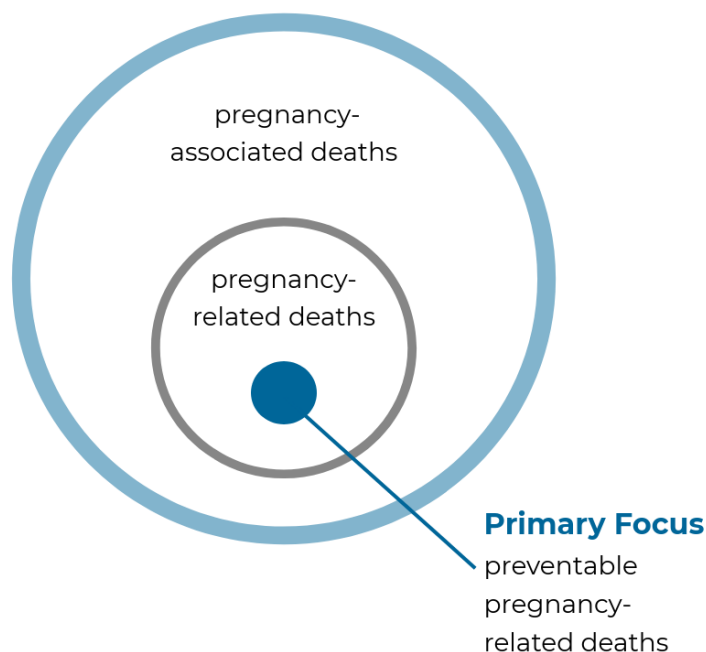 pregnancy-
associated deaths
pregnancy-
related deaths
Primary Focus
preventable
pregnancy-
related deaths